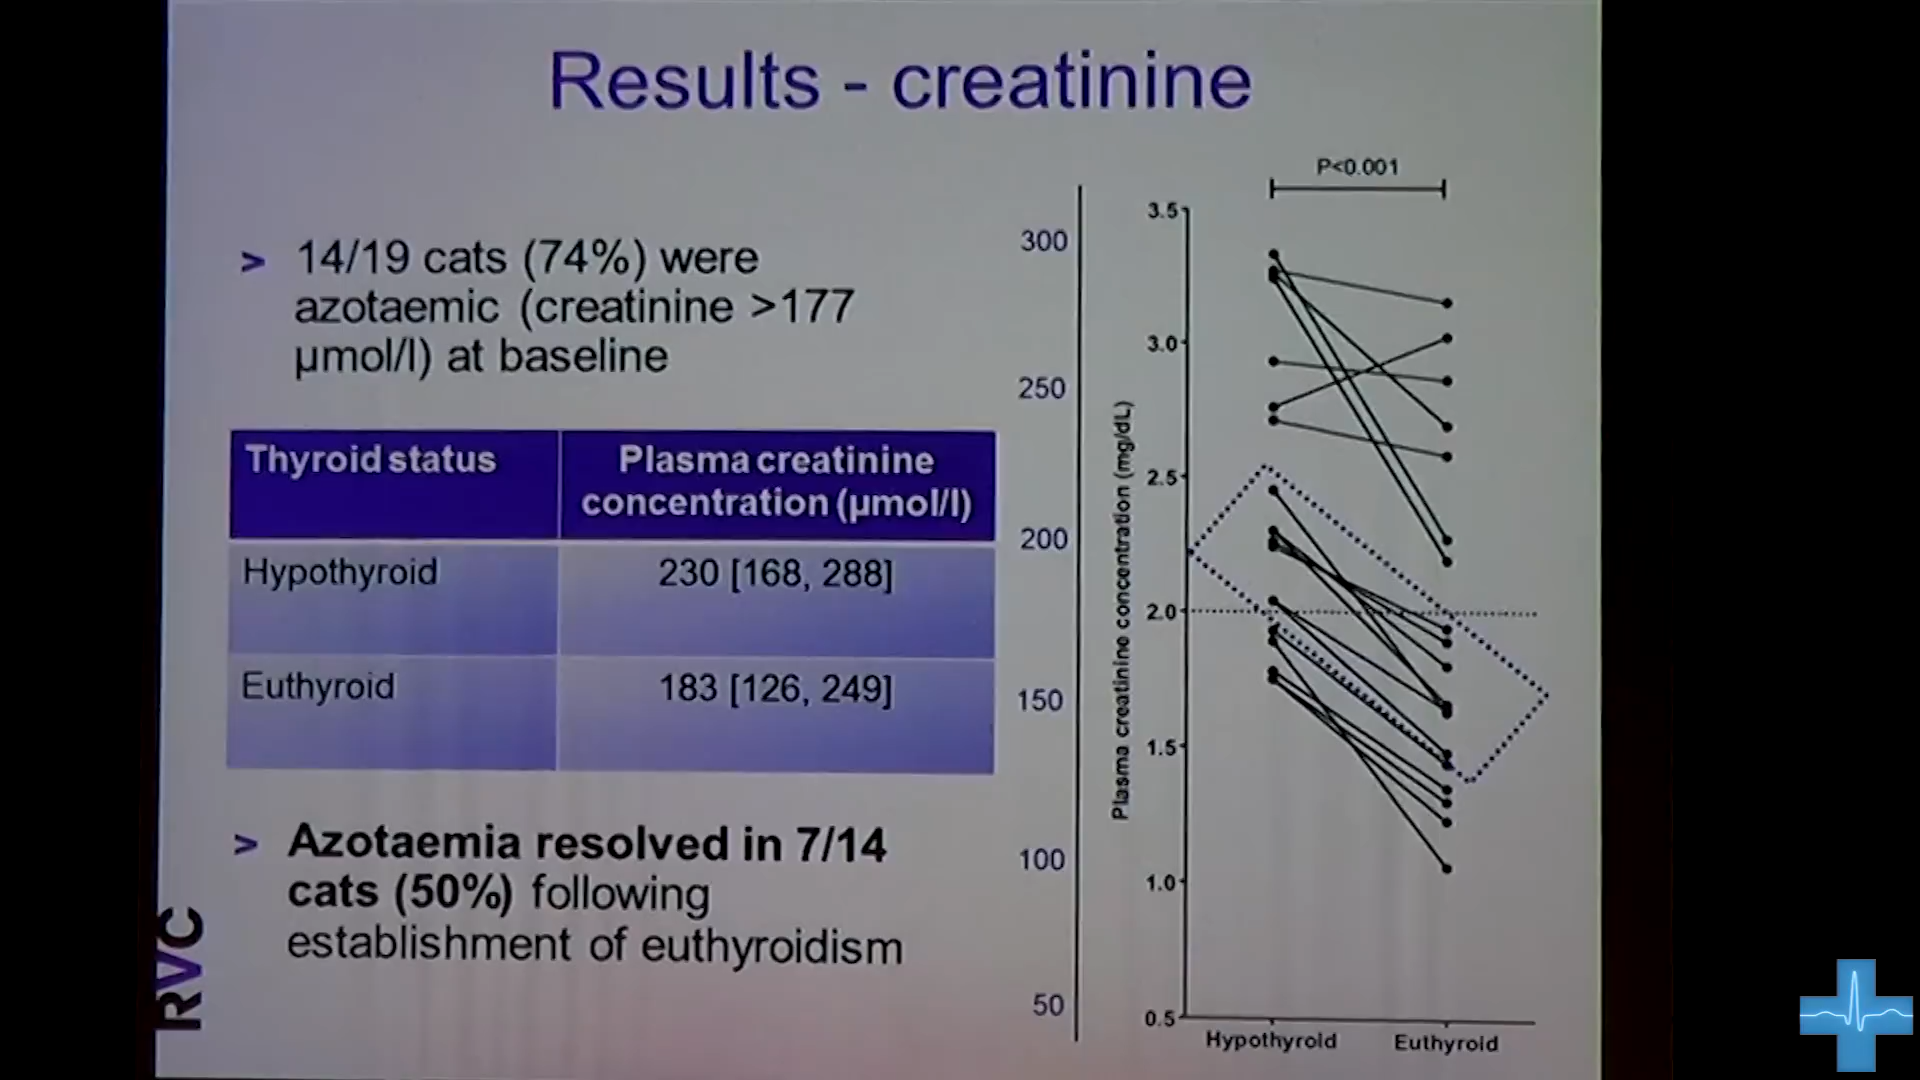 Results - creatinine
> 14/19 cats (74%) were
azotaemic (creatinine >177
µmol/l) at baseline
Thyroid status
Plasma creatinine
concentration (µmol/l)
Hypothyroid
230 [168, 288]
Euthyroid
183 [126, 249]
> Azotaemia resolved in 7/14
cats (50%) following
establishment of euthyroidism
RVC
300
250
200
150
100
50
P<0.001
Plasma creatinine concentration (mg/dL)
3.5
3.0
2.5
2.0
1.5
1.0
0.5
Hypothyroid
Euthyroid